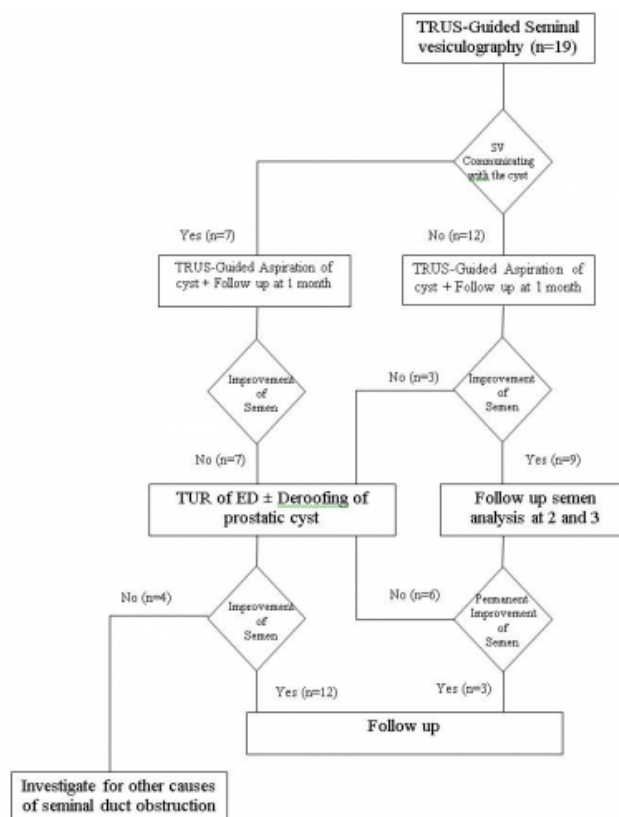 TRUS-Guided Seminal
vesiculography (n=19)
SV
Communicating
with the cyst
Yes (n=7)
No (n=12)
TRUS-Guided Aspiration of
cyst + Follow up at 1 month
TRUS-Guided Aspiration of
cyst + Follow up at 1 month
Improvement
of
Semen
No (n=3)
Improvement
of
Semen
No (n=7)
Yes (n=9)
TUR of ED ± Deroofing of
prostatic cyst
Follow up semen
analysis at 2 and 3
No (n=4)
Improvement
of
Semen
No (n=6)
Permanent
Improvement
of
Semen
Yes (n=12)
Yes (n=3)
Follow up
Investigate for other causes
of seminal duct obstruction